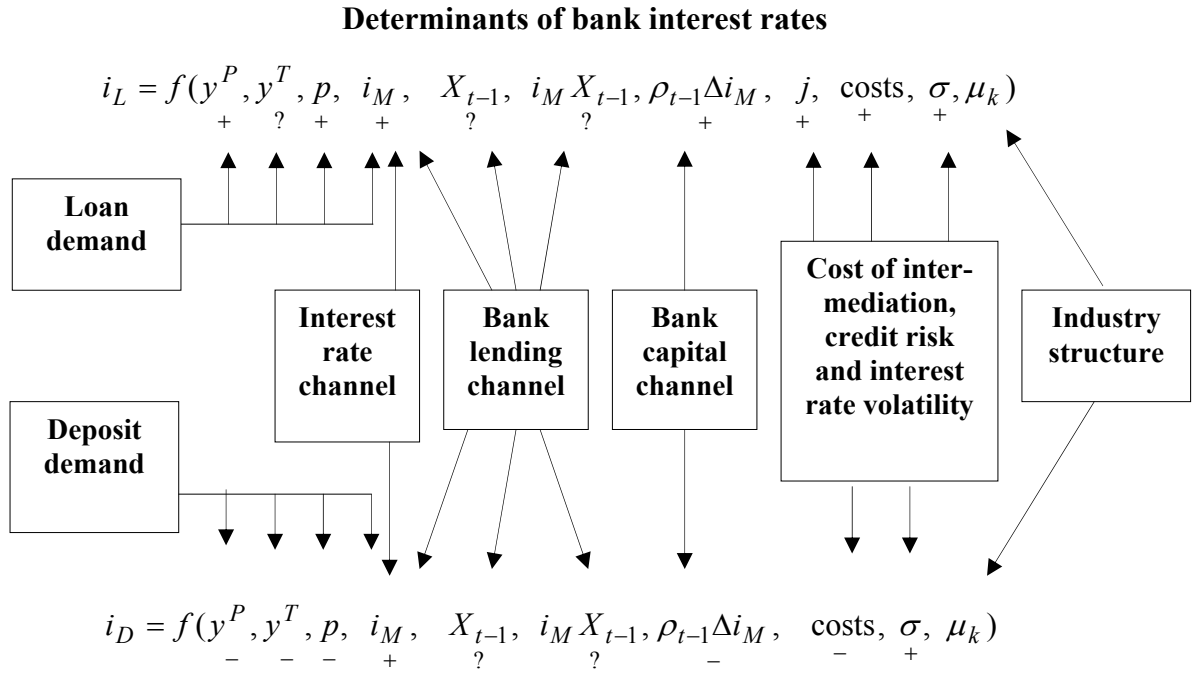 Determinants of bank interest rates
i_L = f(y^P, y^T, p, i_M, X_{t−1}, i_M X_{t−1}, ρ_{t−1}Δi_M, j, costs, σ, μ_k)
+ ? + + ? ? + + + +
Loan
demand
Interest
rate
channel
Bank
lending
channel
Bank
capital
channel
Cost of inter-
mediation,
credit risk
and interest
rate volatility
Industry
structure
Deposit
demand
i_D = f(y^P, y^T, p, i_M, X_{t−1}, i_M X_{t−1}, ρ_{t−1}Δi_M, costs, σ, μ_k)
− − − + ? ? − − +